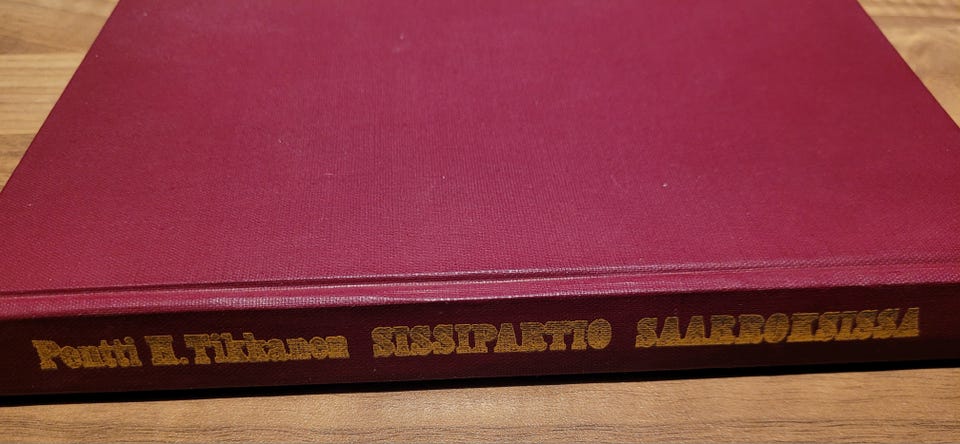 Pentti H. Tikkanen SISSIPARTIO SAARROKSISSA